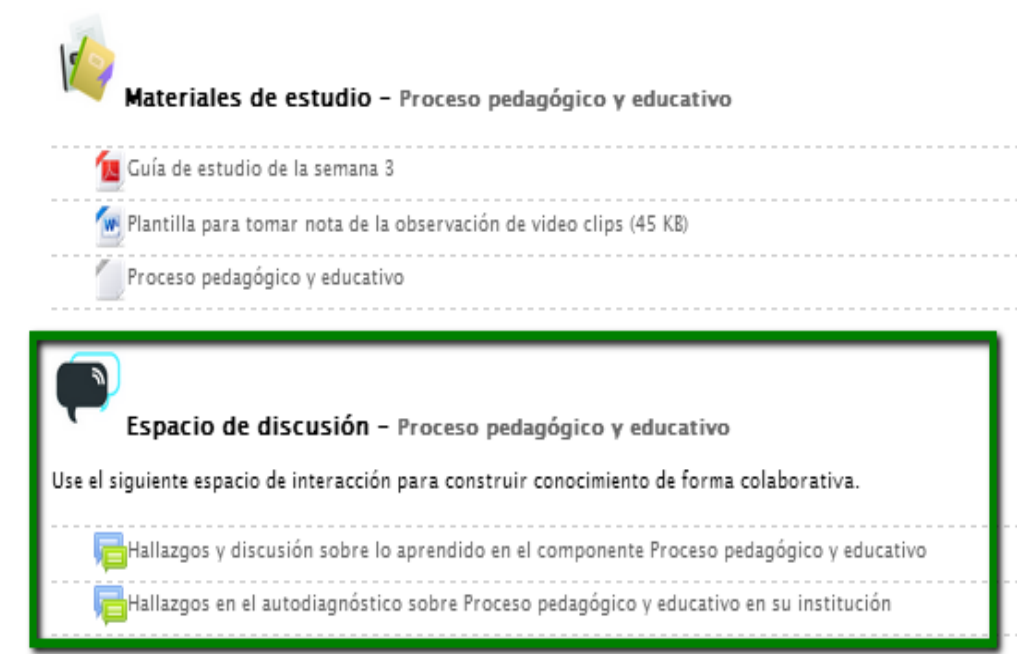 Materiales de estudio – Proceso pedagógico y educativo
Guía de estudio de la semana 3
Plantilla para tomar nota de la observación de video clips (45 KB)
Proceso pedagógico y educativo
Espacio de discusión – Proceso pedagógico y educativo
Use el siguiente espacio de interacción para construir conocimiento de forma colaborativa.
Hallazgos y discusión sobre lo aprendido en el componente Proceso pedagógico y educativo
Hallazgos en el autodiagnóstico sobre Proceso pedagógico y educativo en su institución